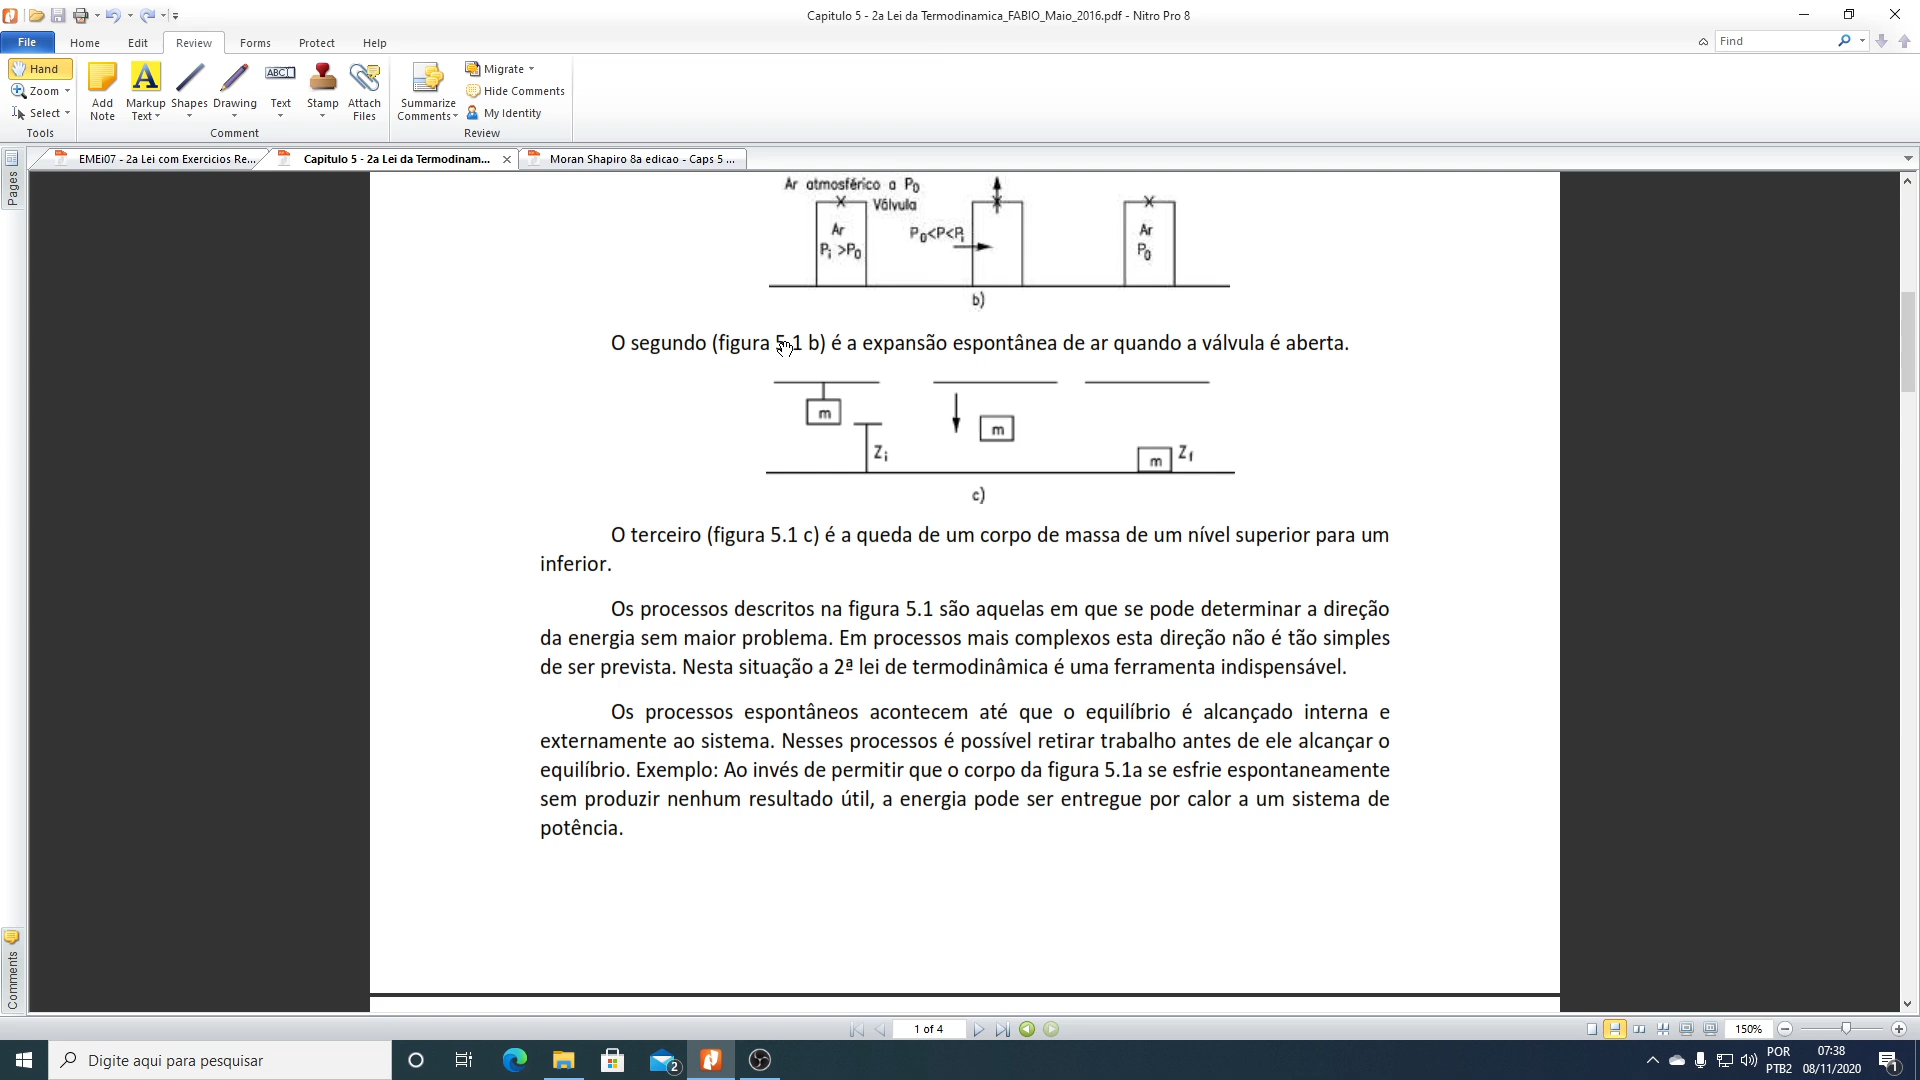 Capitulo 5 - 2a Lei da Termodinamica_FABIO_Maio_2016.pdf - Nitro Pro 8
File Home Edit Review Forms Protect Help
Find
Hand
Zoom
Select
Tools
Add Note
Markup Text
Shapes
Drawing
Text
Stamp
Attach Files
Comment
Summarize Comments
Migrate
Hide Comments
My Identity
Review
EMEi07 - 2a Lei com Exercicios Re...
Capitulo 5 - 2a Lei da Termodinam...
Moran Shapiro 8a edicao - Caps 5 ...
Pages
Ar atmosférico a P0
Válvula
Ar
Pi >P0
P0<P<Pi
Ar
P0
b)
O segundo (figura 5.1 b) é a expansão espontânea de ar quando a válvula é aberta.
m
Zi
m
m
Zf
c)
O terceiro (figura 5.1 c) é a queda de um corpo de massa de um nível superior para um
inferior.
Os processos descritos na figura 5.1 são aquelas em que se pode determinar a direção
da energia sem maior problema. Em processos mais complexos esta direção não é tão simples
de ser prevista. Nesta situação a 2ª lei de termodinâmica é uma ferramenta indispensável.
Os processos espontâneos acontecem até que o equilíbrio é alcançado interna e
externamente ao sistema. Nesses processos é possível retirar trabalho antes de ele alcançar o
equilíbrio. Exemplo: Ao invés de permitir que o corpo da figura 5.1a se esfrie espontaneamente
sem produzir nenhum resultado útil, a energia pode ser entregue por calor a um sistema de
potência.
Comments
1 of 4
150%
Digite aqui para pesquisar
2
POR
PTB2
07:38
08/11/2020
1